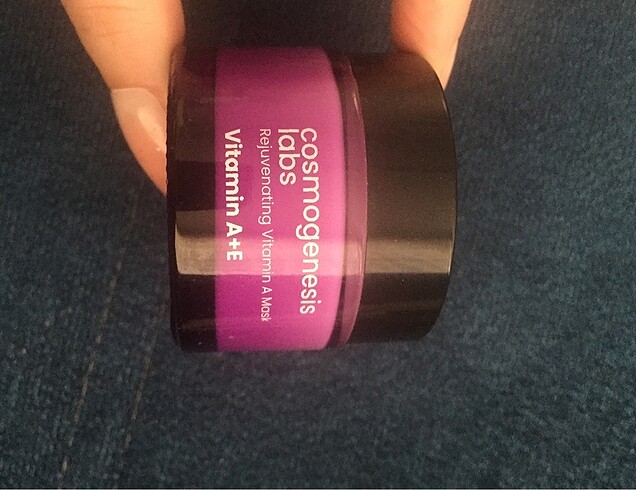 cosmogenesis
labs
Rejuvenating Vitamin A Mask
Vitamin A+E